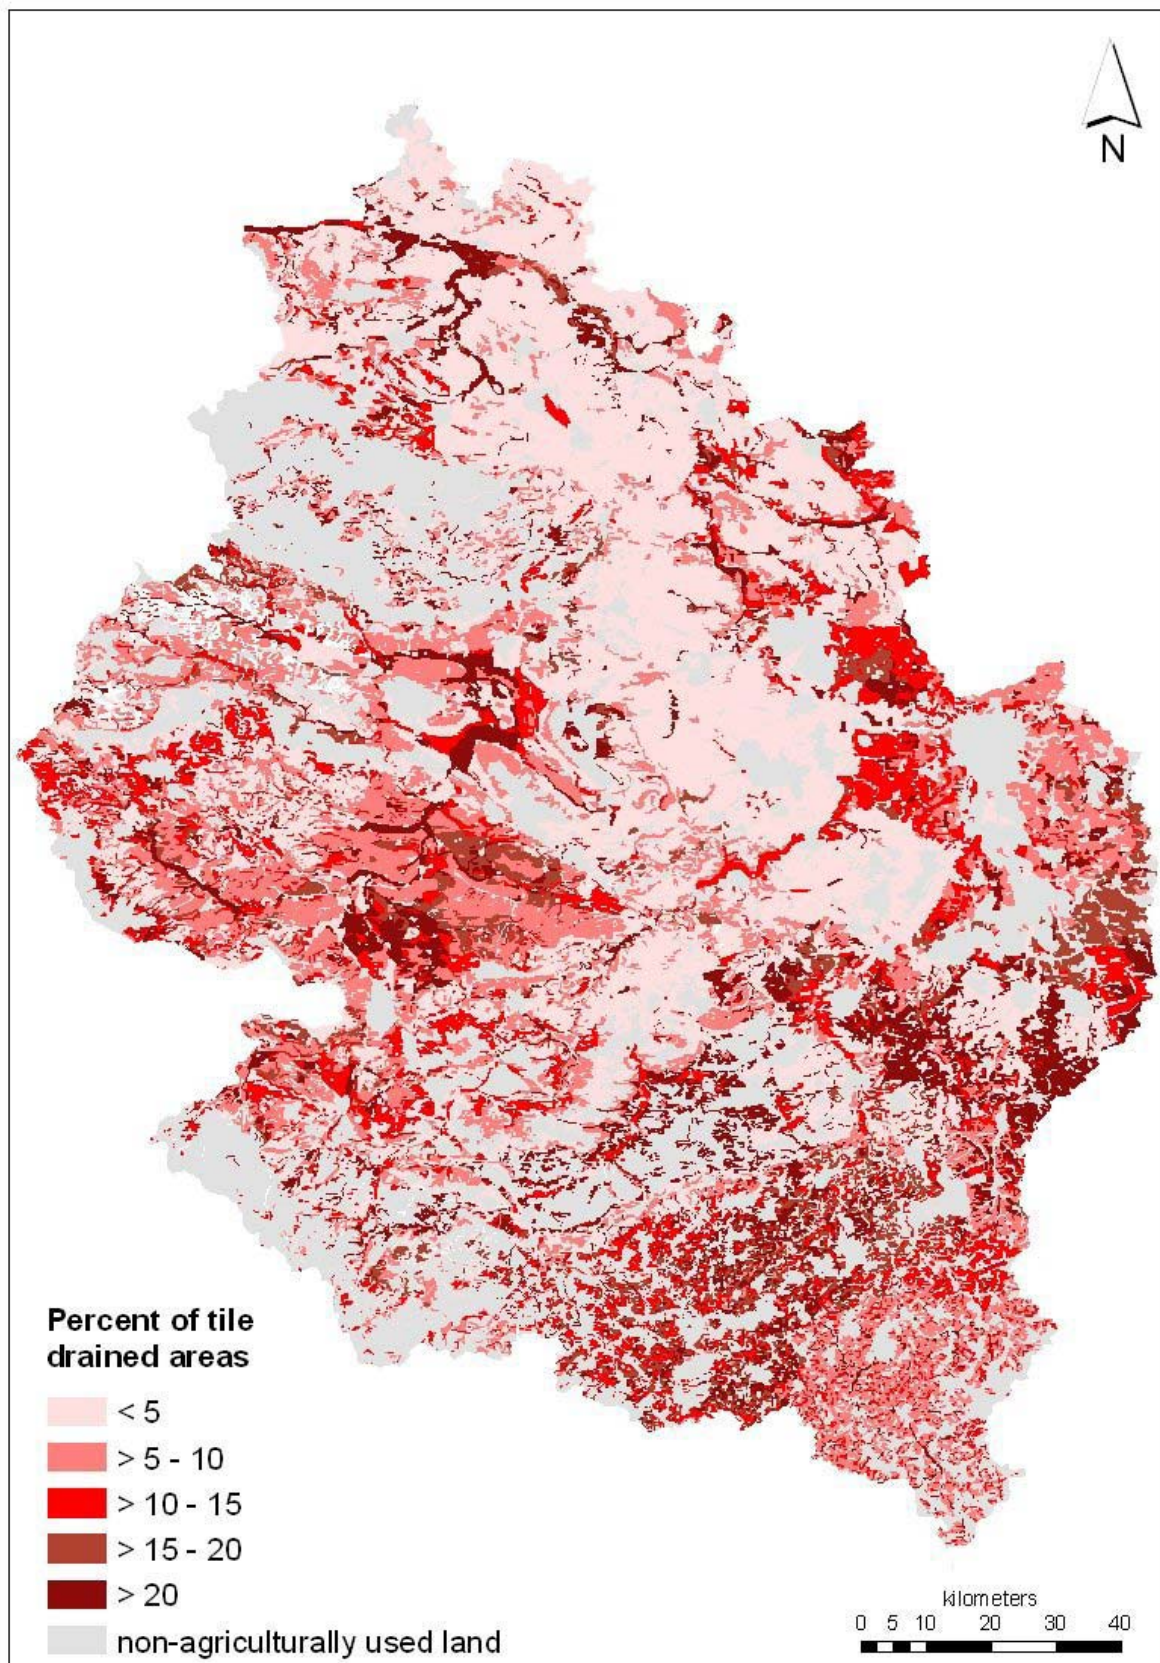 N
Percent of tile
drained areas
< 5
> 5 - 10
> 10 - 15
> 15 - 20
> 20
non-agriculturally used land
kilometers
0 5 10 20 30 40